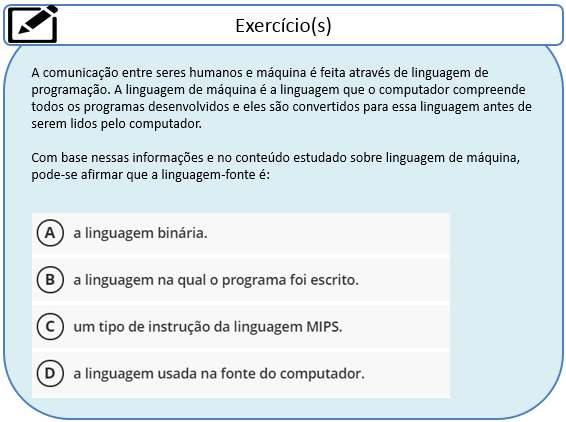 Exercício(s)
A comunicação entre seres humanos e máquina é feita através de linguagem de
programação. A linguagem de máquina é a linguagem que o computador compreende
todos os programas desenvolvidos e eles são convertidos para essa linguagem antes de
serem lidos pelo computador.
Com base nessas informações e no conteúdo estudado sobre linguagem de máquina,
pode-se afirmar que a linguagem-fonte é:
A a linguagem binária.
B a linguagem na qual o programa foi escrito.
C um tipo de instrução da linguagem MIPS.
D a linguagem usada na fonte do computador.